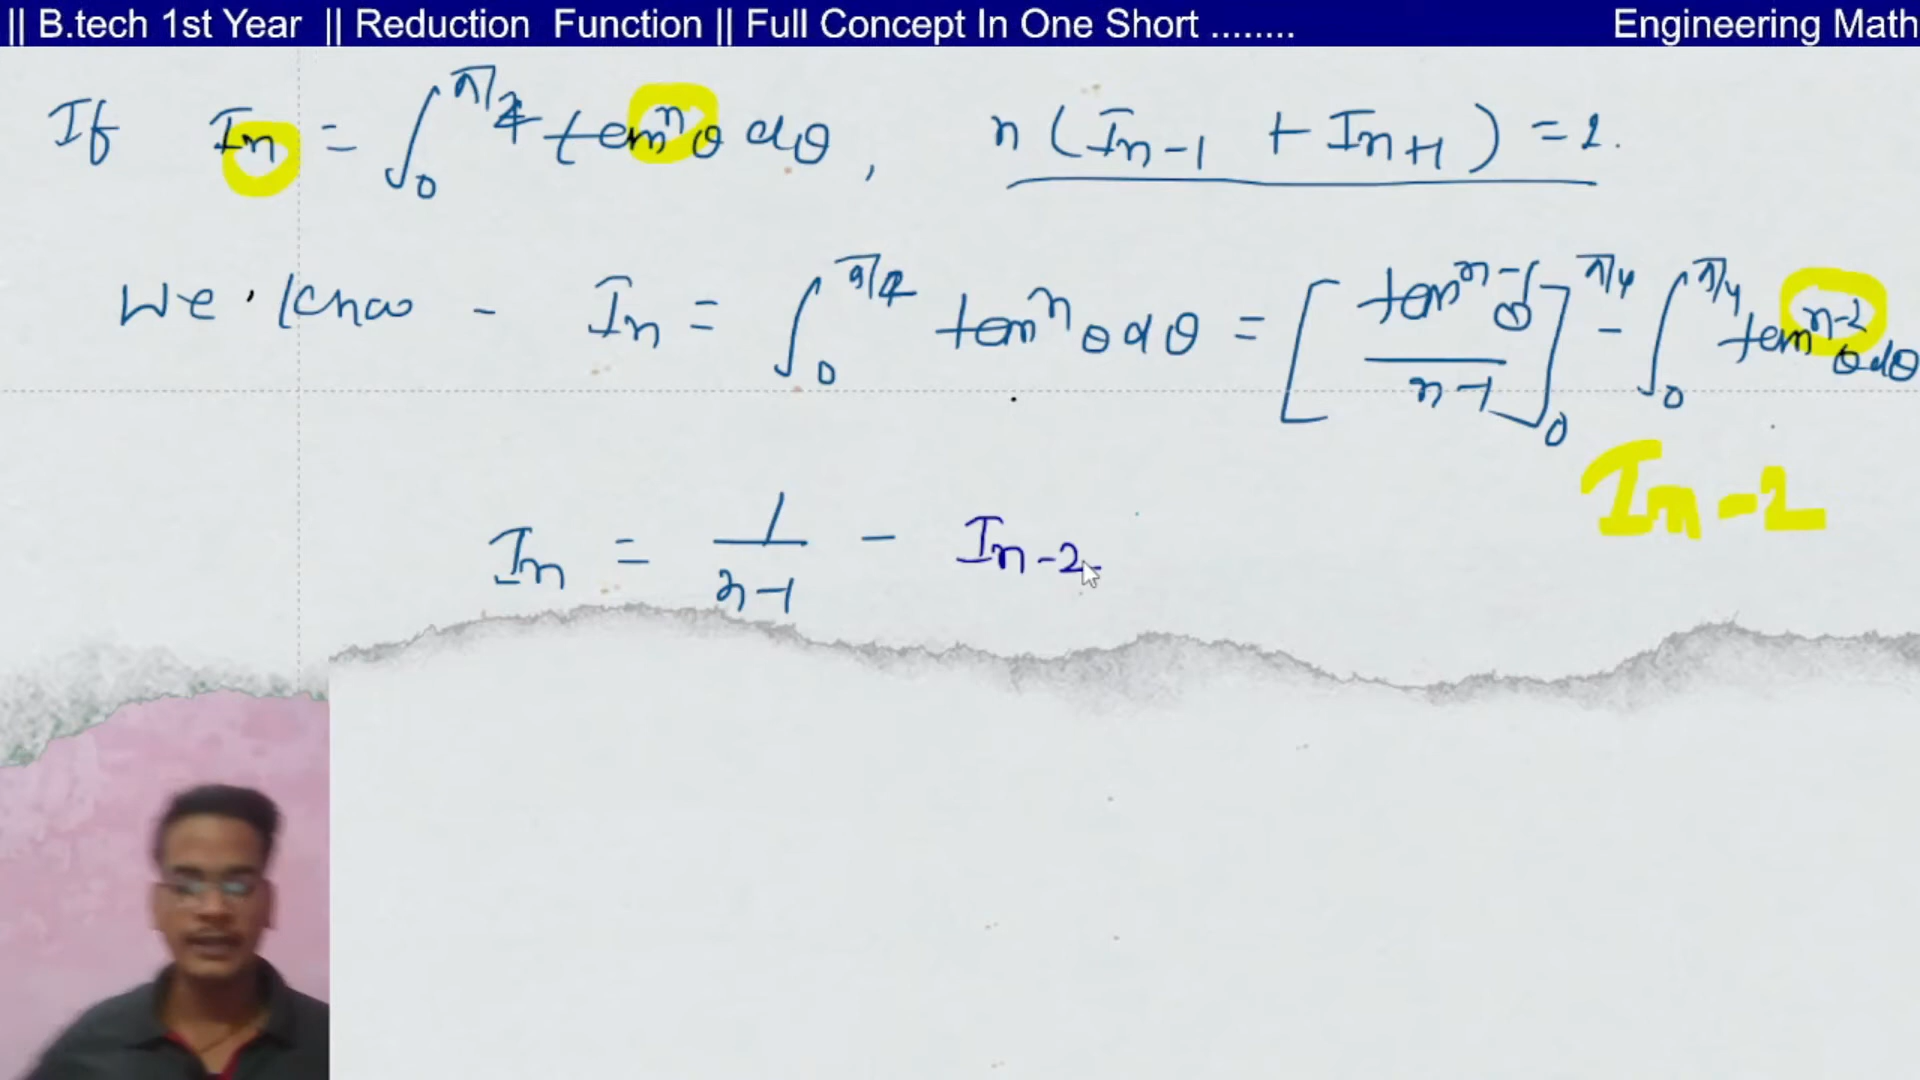 || B.tech 1st Year || Reduction Function || Full Concept In One Short ........ Engineering Math
If In = ∫₀^π/4 tanⁿθ dθ, n(In-1 + In+1) = 1.
We know - In = ∫₀^π/4 tanⁿθ dθ = [tanⁿ⁻¹θ / n-1]₀^π/4 - ∫₀^π/4 tanⁿ⁻²θ dθ
In-2
In = 1/n-1 - In-2